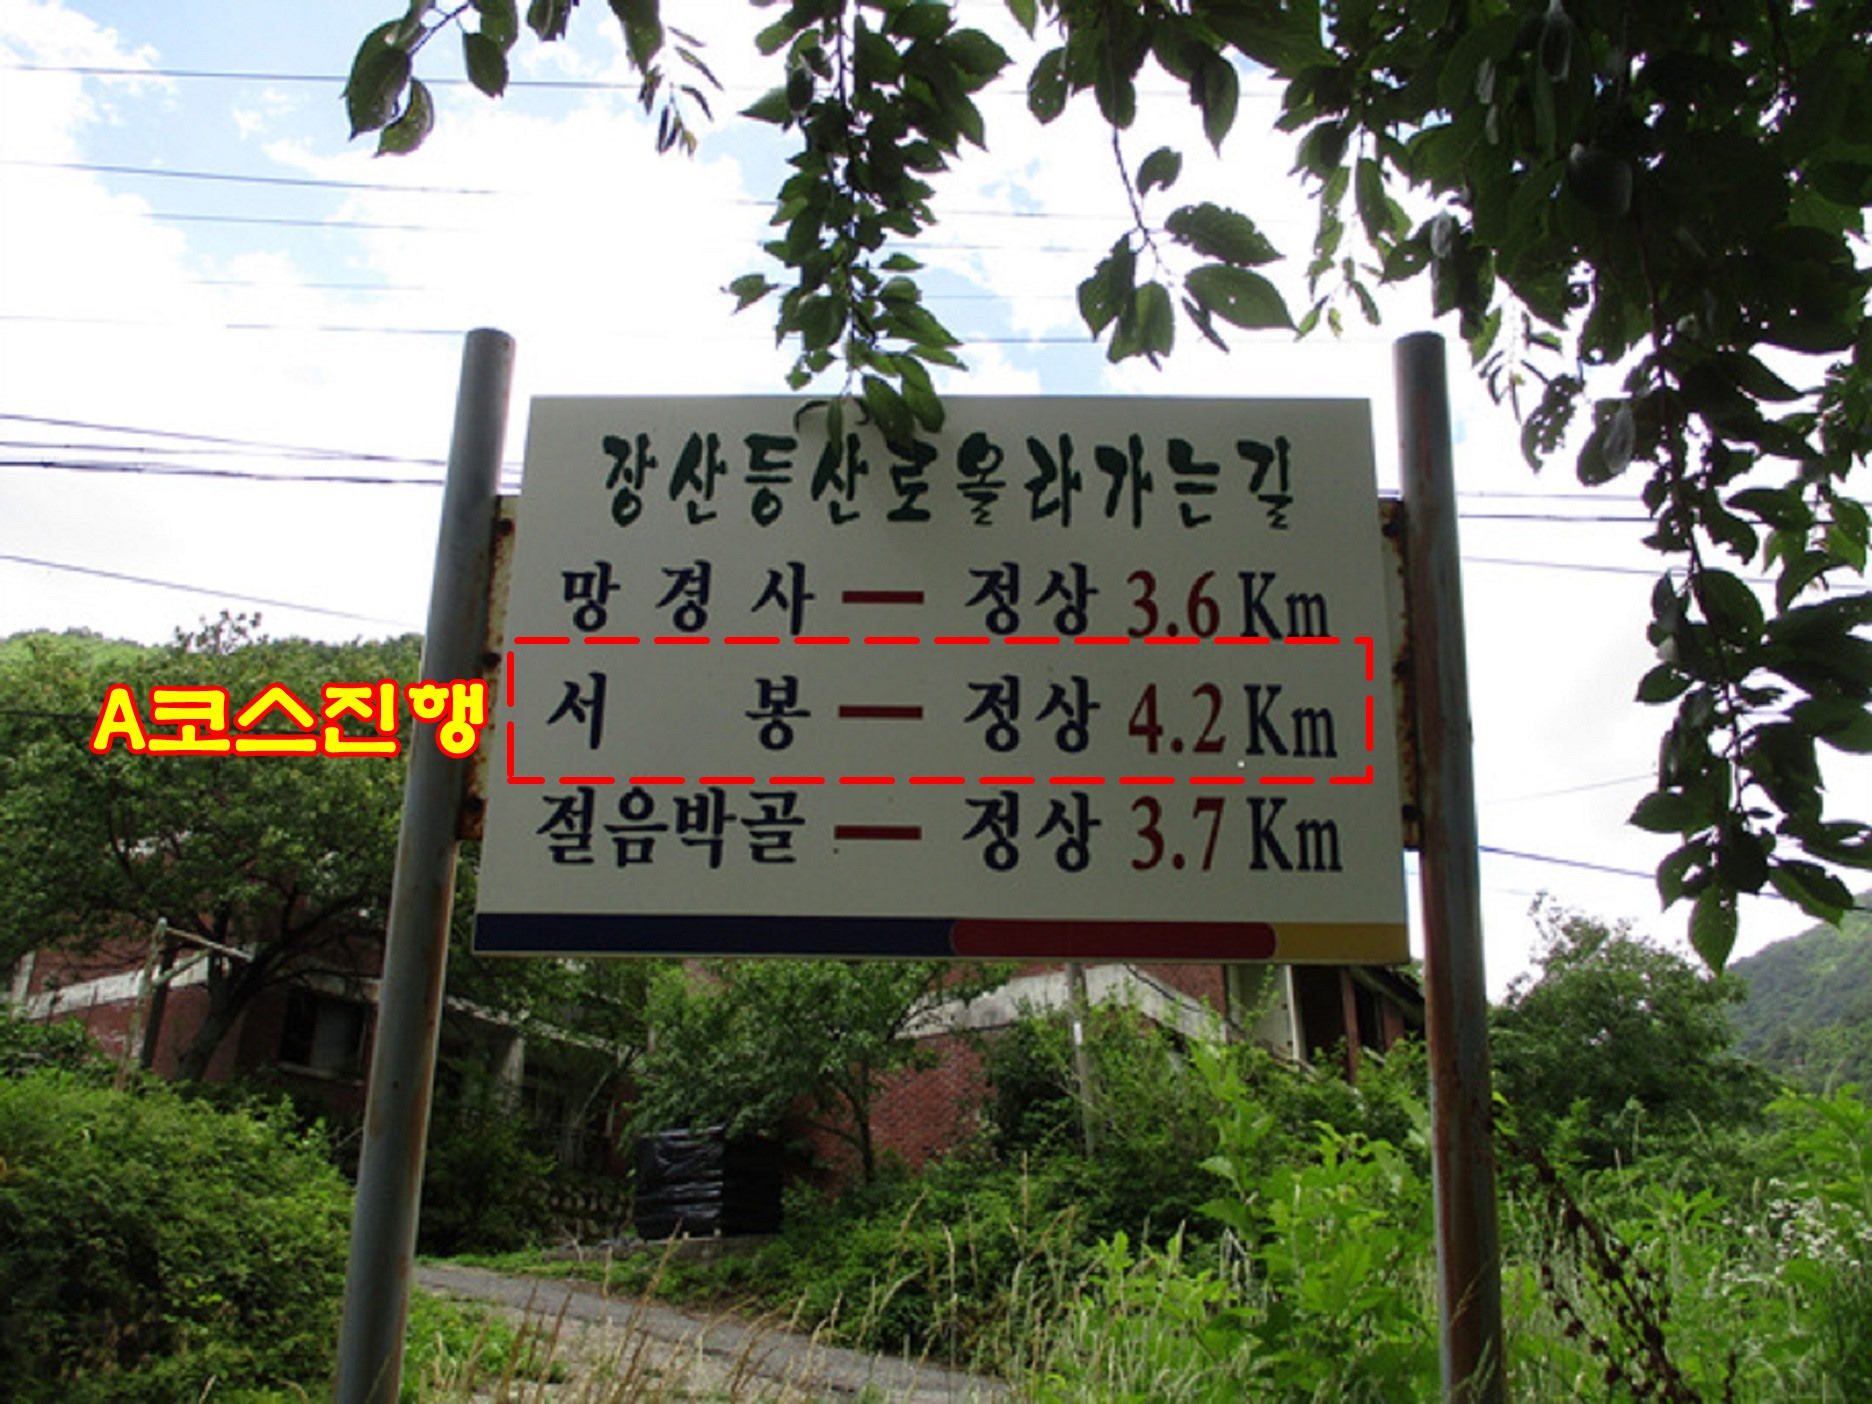 장산등산로올라가는길
망경사 — 정상 3.6 Km
A코스진행
서봉 — 정상 4.2 Km
절음박골 — 정상 3.7 Km